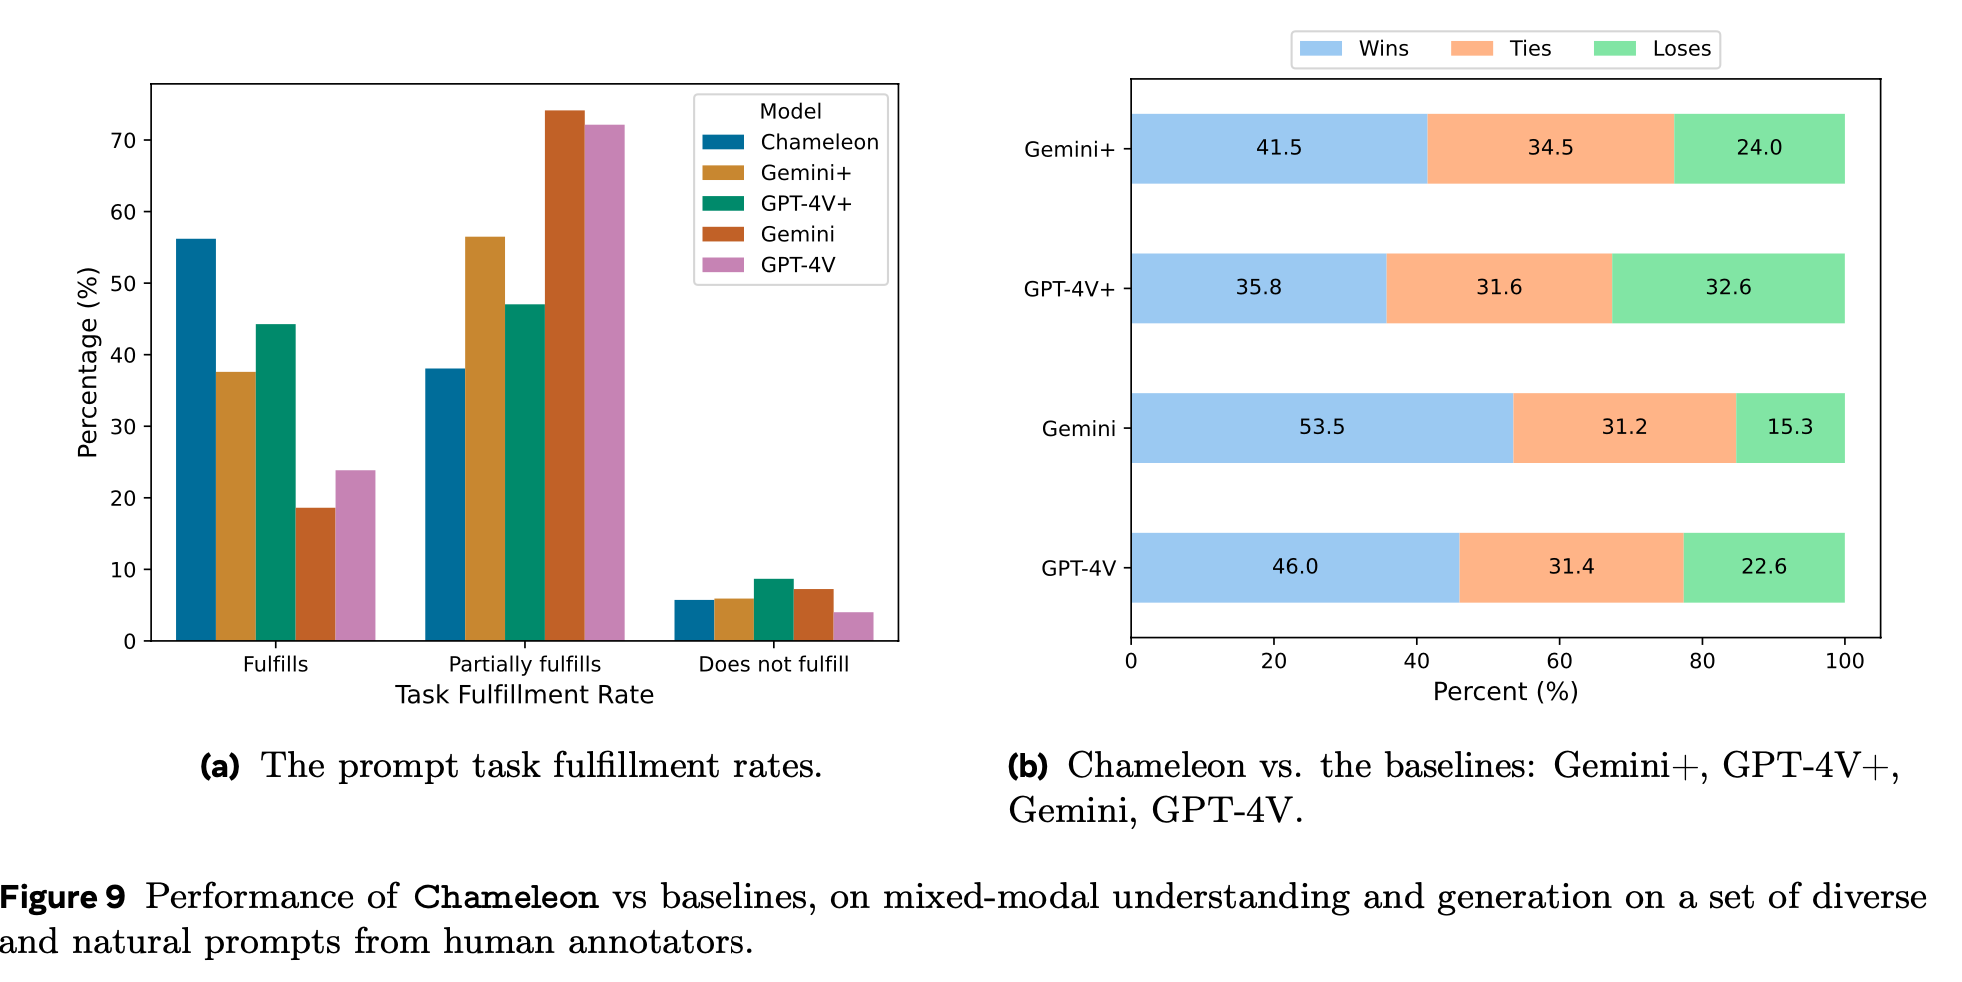 Model
Chameleon
Gemini+
GPT-4V+
Gemini
GPT-4V
Percentage (%)
70
60
50
40
30
20
10
0
Fulfills Partially fulfills Does not fulfill
Task Fulfillment Rate
(a) The prompt task fulfillment rates.
Wins Ties Loses
Gemini+ 41.5 34.5 24.0
GPT-4V+ 35.8 31.6 32.6
Gemini 53.5 31.2 15.3
GPT-4V 46.0 31.4 22.6
0 20 40 60 80 100
Percent (%)
(b) Chameleon vs. the baselines: Gemini+, GPT-4V+,
Gemini, GPT-4V.
Figure 9 Performance of Chameleon vs baselines, on mixed-modal understanding and generation on a set of diverse
and natural prompts from human annotators.